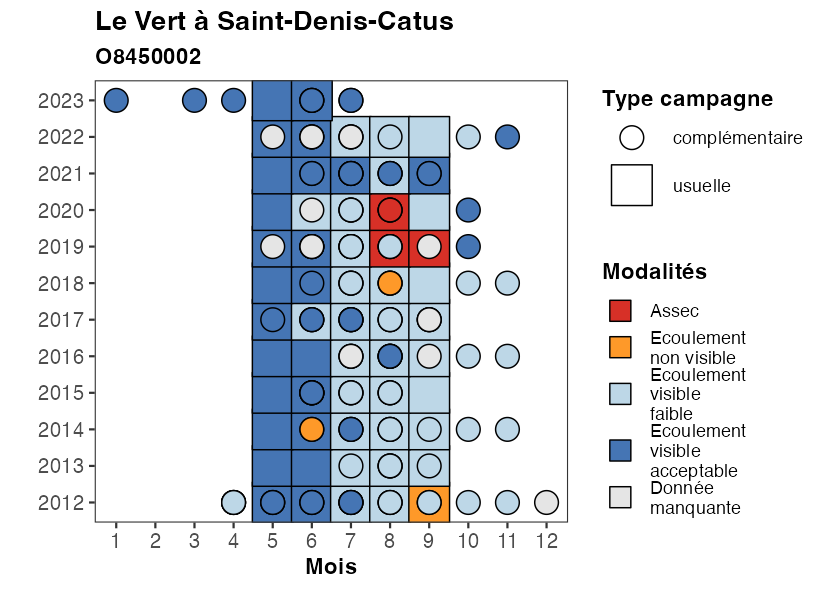 Le Vert à Saint-Denis-Catus
O8450002
2023
2022
2021
2020
2019
2018
2017
2016
2015
2014
2013
2012
1 2 3 4 5 6 7 8 9 10 11 12
Mois
Type campagne
complémentaire
usuelle
Modalités
Assec
Ecoulement
non visible
Ecoulement
visible
faible
Ecoulement
visible
acceptable
Donnée
manquante